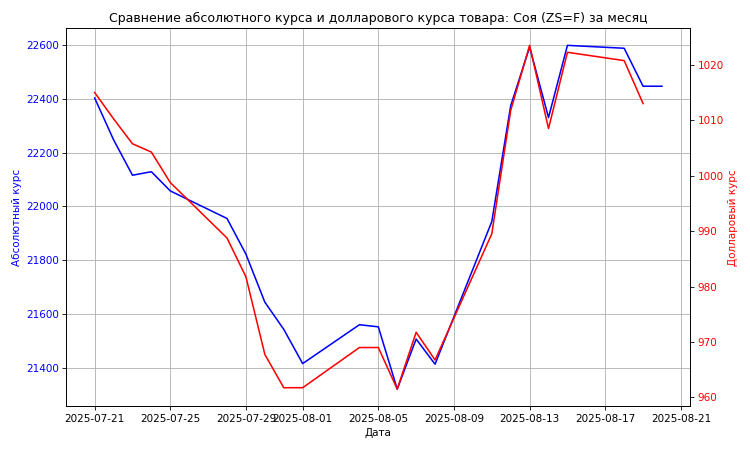 Сравнение абсолютного курса и долларового курса товара: Соя (ZS=F) за месяц
22600
22400
22200
22000
21800
21600
21400
Абсолютный курс
1020
1010
1000
990
980
970
960
Долларовый курс
2025-07-21 2025-07-25 2025-07-29 2025-08-01 2025-08-05 2025-08-09 2025-08-13 2025-08-17 2025-08-21
Дата